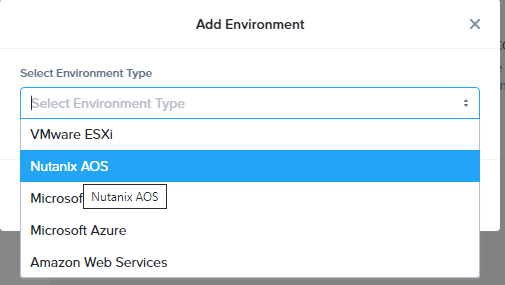 Add Environment
Select Environment Type
Select Environment Type
VMware ESXi
Nutanix AOS
Nutanix AOS
Microsoft Azure
Amazon Web Services